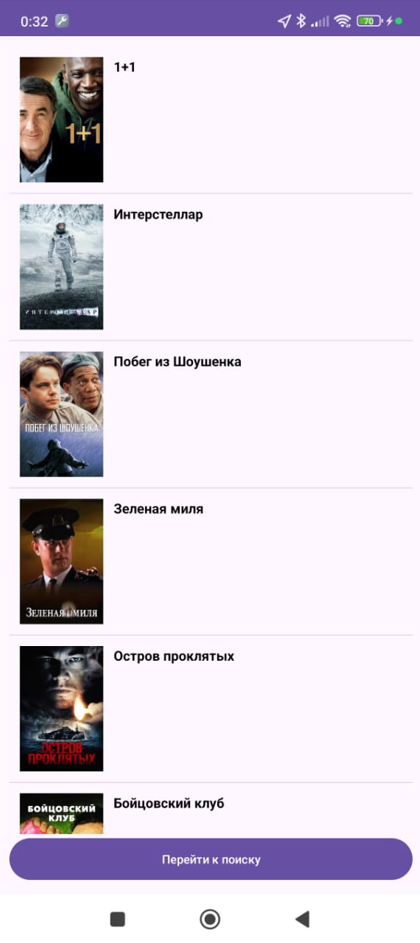 0:32
70
1+1
1+1
Интерстеллар
Побег из Шоушенка
ПОБЕГ ИЗ ШОУШЕНКА
Зеленая миля
ЗЕЛЕНАЯ МИЛЯ
Остров проклятых
ОСТРОВ
ПРОКЛЯТЫХ
Бойцовский клуб
БОЙЦОВСКИЙ
КЛУБ
Перейти к поиску